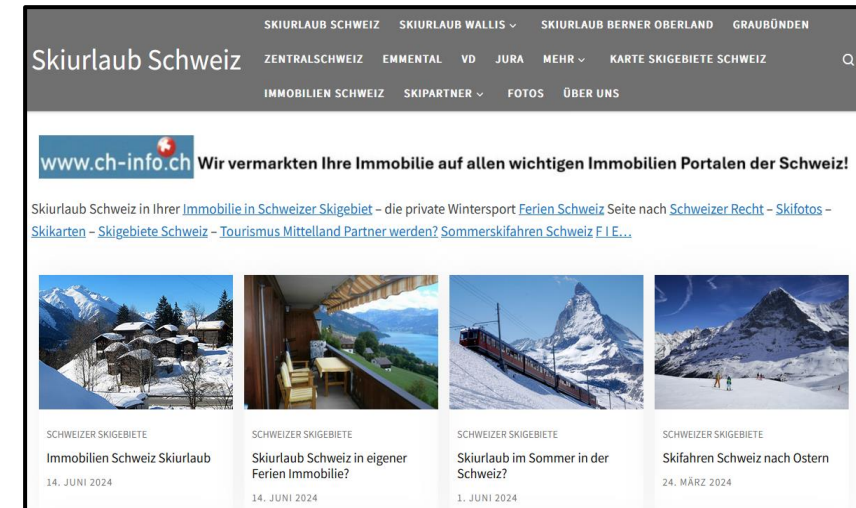 SKIURLAUB SCHWEIZ SKIURLAUB WALLIS SKIURLAUB BERNER OBERLAND GRAUBÜNDEN
Skiurlaub Schweiz
ZENTRALSCHWEIZ EMMENTAL VD JURA MEHR KARTE SKIGEBIETE SCHWEIZ
IMMOBILIEN SCHWEIZ SKIPARTNER FOTOS ÜBER UNS
www.ch-info.ch Wir vermarkten Ihre Immobilie auf allen wichtigen Immobilien Portalen der Schweiz!
Skiurlaub Schweiz in Ihrer Immobilie in Schweizer Skigebiet – die private Wintersport Ferien Schweiz Seite nach Schweizer Recht – Skifotos –
Skikarten – Skigebiete Schweiz – Tourismus Mittelland Partner werden? Sommerskifahren Schweiz F I E…
SCHWEIZER SKIGEBIETE
Immobilien Schweiz Skiurlaub
14. JUNI 2024
SCHWEIZER SKIGEBIETE
Skiurlaub Schweiz in eigener
Ferien Immobilie?
14. JUNI 2024
SCHWEIZER SKIGEBIETE
Skiurlaub im Sommer in der
Schweiz?
1. JUNI 2024
SCHWEIZER SKIGEBIETE
Skifahren Schweiz nach Ostern
24. MÄRZ 2024